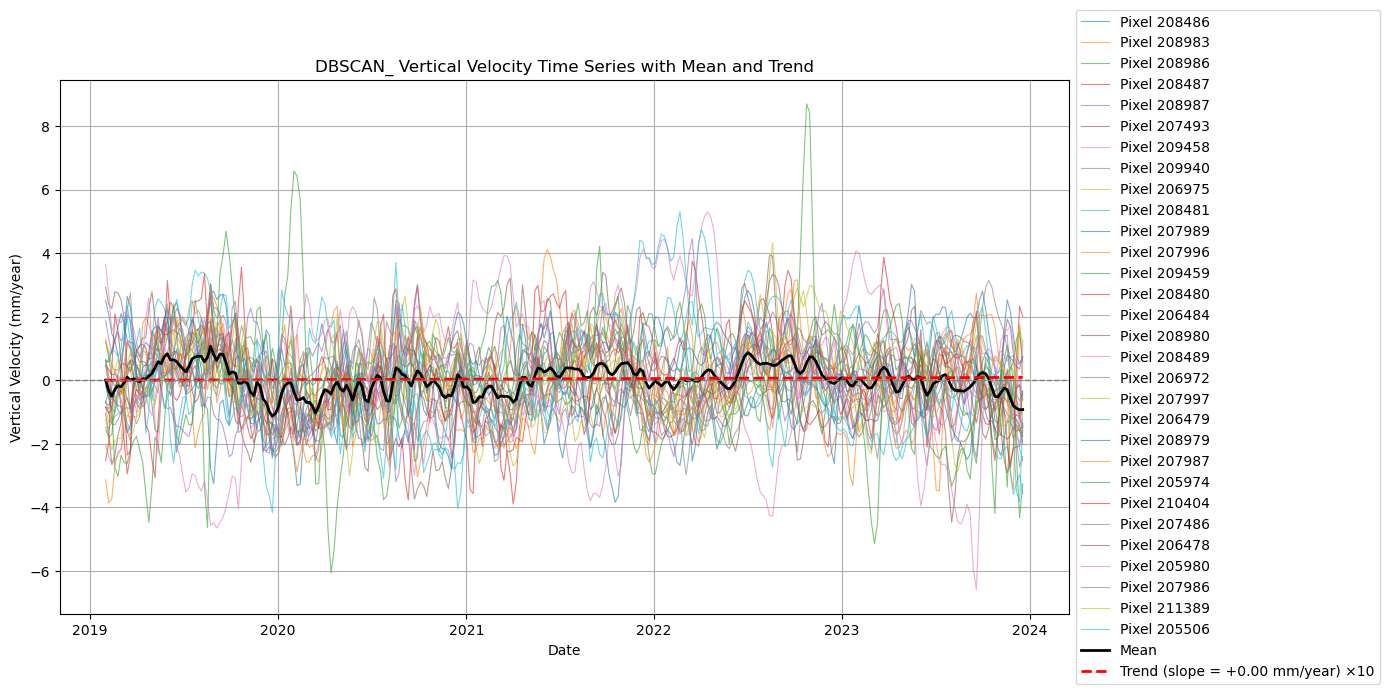 DBSCAN_ Vertical Velocity Time Series with Mean and Trend
Vertical Velocity (mm/year)
8
6
4
2
0
−2
−4
−6
2019
2020
2021
2022
2023
2024
Date
Pixel 208486
Pixel 208983
Pixel 208986
Pixel 208487
Pixel 208987
Pixel 207493
Pixel 209458
Pixel 209940
Pixel 206975
Pixel 208481
Pixel 207989
Pixel 207996
Pixel 209459
Pixel 208480
Pixel 206484
Pixel 208980
Pixel 208489
Pixel 206972
Pixel 207997
Pixel 206479
Pixel 208979
Pixel 207987
Pixel 205974
Pixel 210404
Pixel 207486
Pixel 206478
Pixel 205980
Pixel 207986
Pixel 211389
Pixel 205506
Mean
Trend (slope = +0.00 mm/year) ×10